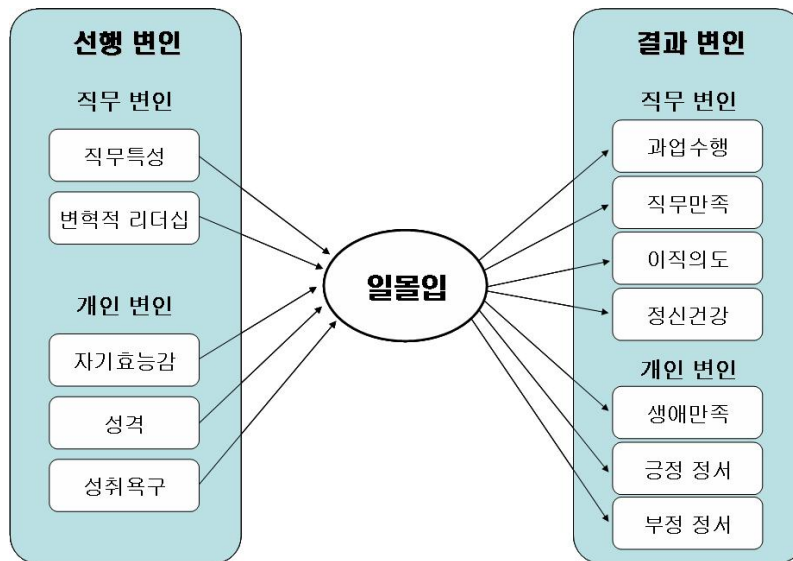 선행 변인
직무 변인
직무특성
변혁적 리더십
개인 변인
자기효능감
성격
성취욕구
일몰입
결과 변인
직무 변인
과업수행
직무만족
이직의도
정신건강
개인 변인
생애만족
긍정 정서
부정 정서